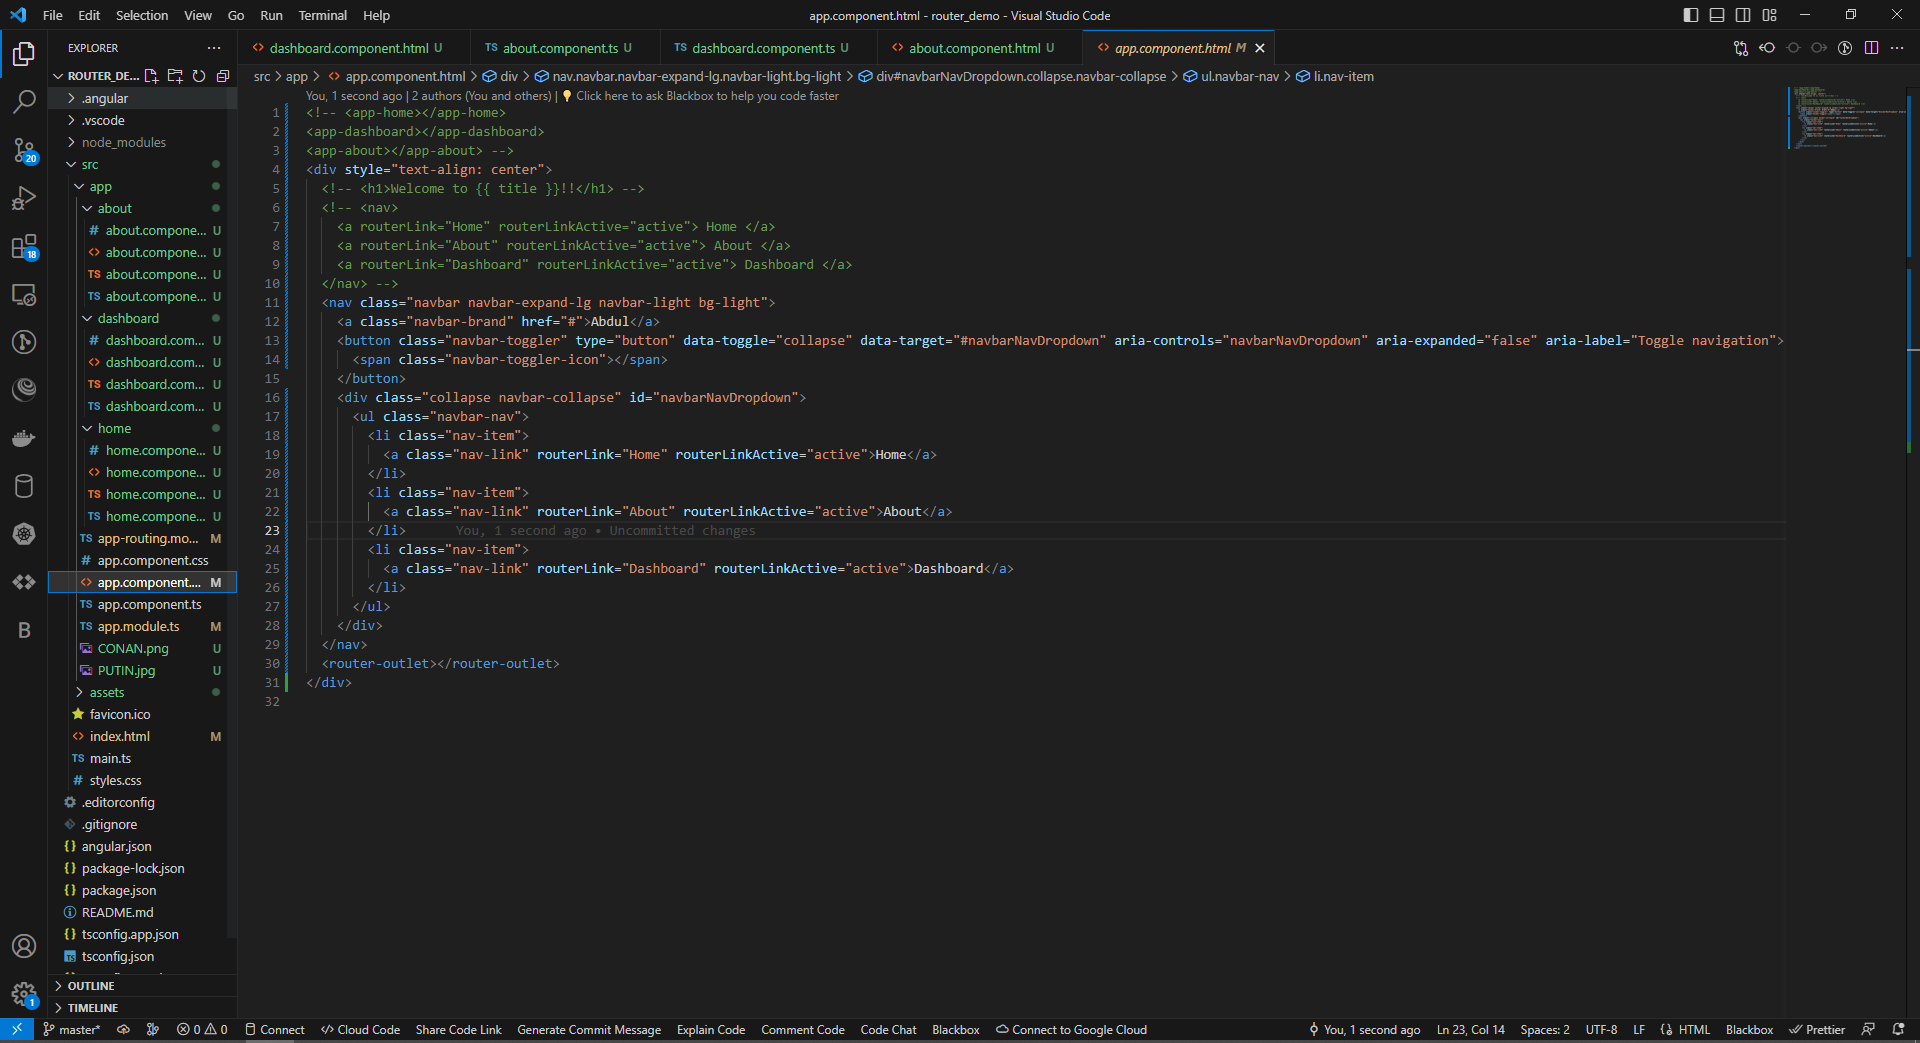 File Edit Selection View Go Run Terminal Help
app.component.html - router_demo - Visual Studio Code
EXPLORER
dashboard.component.html U
TS about.component.ts U
TS dashboard.component.ts U
<> about.component.html U
<> app.component.html M
ROUTER_DE...
src > app > <> app.component.html > div > nav.navbar.navbar-expand-lg.navbar-light.bg-light > div#navbarNavDropdown.collapse.navbar-collapse > ul.navbar-nav > li.nav-item
.angular
.vscode
node_modules
src
app
about
# about.compone... U
<> about.compone... U
TS about.compone... U
TS about.compone... U
dashboard
# dashboard.com... U
<> dashboard.com... U
TS dashboard.com... U
TS dashboard.com... U
home
# home.compone... U
<> home.compone... U
TS home.compone... U
TS home.compone... U
TS app-routing.mo... M
# app.component.css
<> app.component.... M
TS app.component.ts
TS app.module.ts M
CONAN.png U
PUTIN.jpg U
assets
favicon.ico
<> index.html M
TS main.ts
# styles.css
.editorconfig
.gitignore
{} angular.json
{} package-lock.json
{} package.json
README.md
{} tsconfig.app.json
tsconfig.json
OUTLINE
TIMELINE
20
18
B
1
You, 1 second ago | 2 authors (You and others) | Click here to ask Blackbox to help you code faster
1 <!-- <app-home></app-home>
2 <app-dashboard></app-dashboard>
3 <app-about></app-about> -->
4 <div style="text-align: center">
5 <!-- <h1>Welcome to {{ title }}!!</h1> -->
6 <!-- <nav>
7 <a routerLink="Home" routerLinkActive="active"> Home </a>
8 <a routerLink="About" routerLinkActive="active"> About </a>
9 <a routerLink="Dashboard" routerLinkActive="active"> Dashboard </a>
10 </nav> -->
11 <nav class="navbar navbar-expand-lg navbar-light bg-light">
12 <a class="navbar-brand" href="#">Abdul</a>
13 <button class="navbar-toggler" type="button" data-toggle="collapse" data-target="#navbarNavDropdown" aria-controls="navbarNavDropdown" aria-expanded="false" aria-label="Toggle navigation">
14 <span class="navbar-toggler-icon"></span>
15 </button>
16 <div class="collapse navbar-collapse" id="navbarNavDropdown">
17 <ul class="navbar-nav">
18 <li class="nav-item">
19 <a class="nav-link" routerLink="Home" routerLinkActive="active">Home</a>
20 </li>
21 <li class="nav-item">
22 <a class="nav-link" routerLink="About" routerLinkActive="active">About</a>
23 </li> You, 1 second ago • Uncommitted changes
24 <li class="nav-item">
25 <a class="nav-link" routerLink="Dashboard" routerLinkActive="active">Dashboard</a>
26 </li>
27 </ul>
28 </div>
29 </nav>
30 <router-outlet></router-outlet>
31 </div>
32
master* 0 0 Connect Cloud Code Share Code Link Generate Commit Message Explain Code Comment Code Code Chat Blackbox Connect to Google Cloud You, 1 second ago Ln 23, Col 14 Spaces: 2 UTF-8 LF HTML Blackbox Prettier